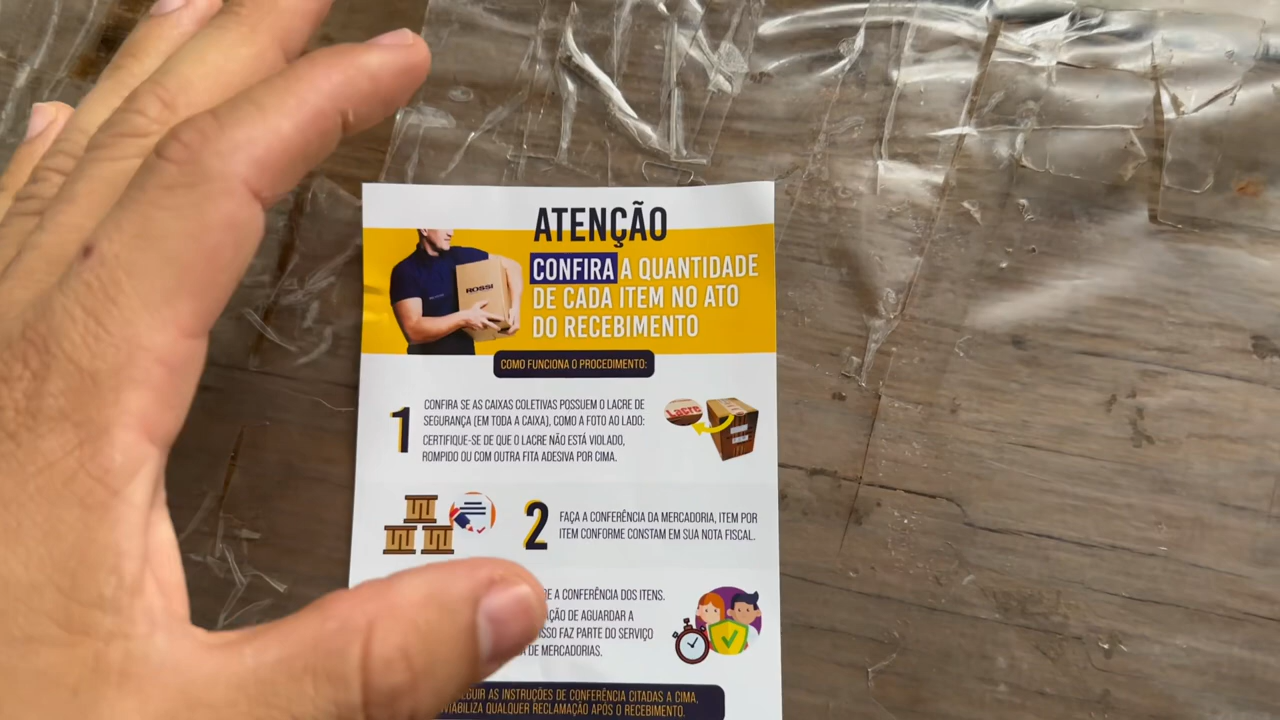 ATENÇÃO
CONFIRA A QUANTIDADE
DE CADA ITEM NO ATO
DO RECEBIMENTO
ROSSI
COMO FUNCIONA O PROCEDIMENTO:
1
CONFIRA SE AS CAIXAS COLETIVAS POSSUEM O LACRE DE
SEGURANÇA (EM TODA A CAIXA), COMO A FOTO AO LADO:
CERTIFIQUE-SE DE QUE O LACRE NÃO ESTÁ VIOLADO,
ROMPIDO OU COM OUTRA FITA ADESIVA POR CIMA.
Lacre
2
FAÇA A CONFERÊNCIA DA MERCADORIA, ITEM POR
ITEM CONFORME CONSTAM EM SUA NOTA FISCAL.
A CONFERÊNCIA DOS ITENS.
DE AGUARDAR A
ISSO FAZ PARTE DO SERVIÇO
DE MERCADORIAS.
AS INSTRUÇÕES DE CONFERÊNCIA CITADAS A CIMA,
QUALQUER RECLAMAÇÃO APÓS O RECEBIMENTO.